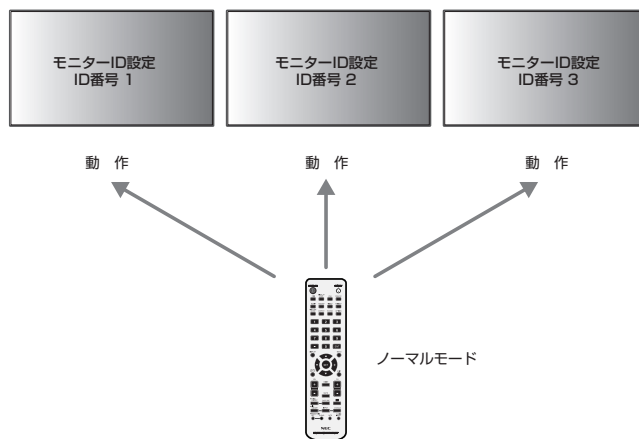 モニターID設定
ID番号 1
モニターID設定
ID番号 2
モニターID設定
ID番号 3
動 作
動 作
動 作
ノーマルモード
NEC